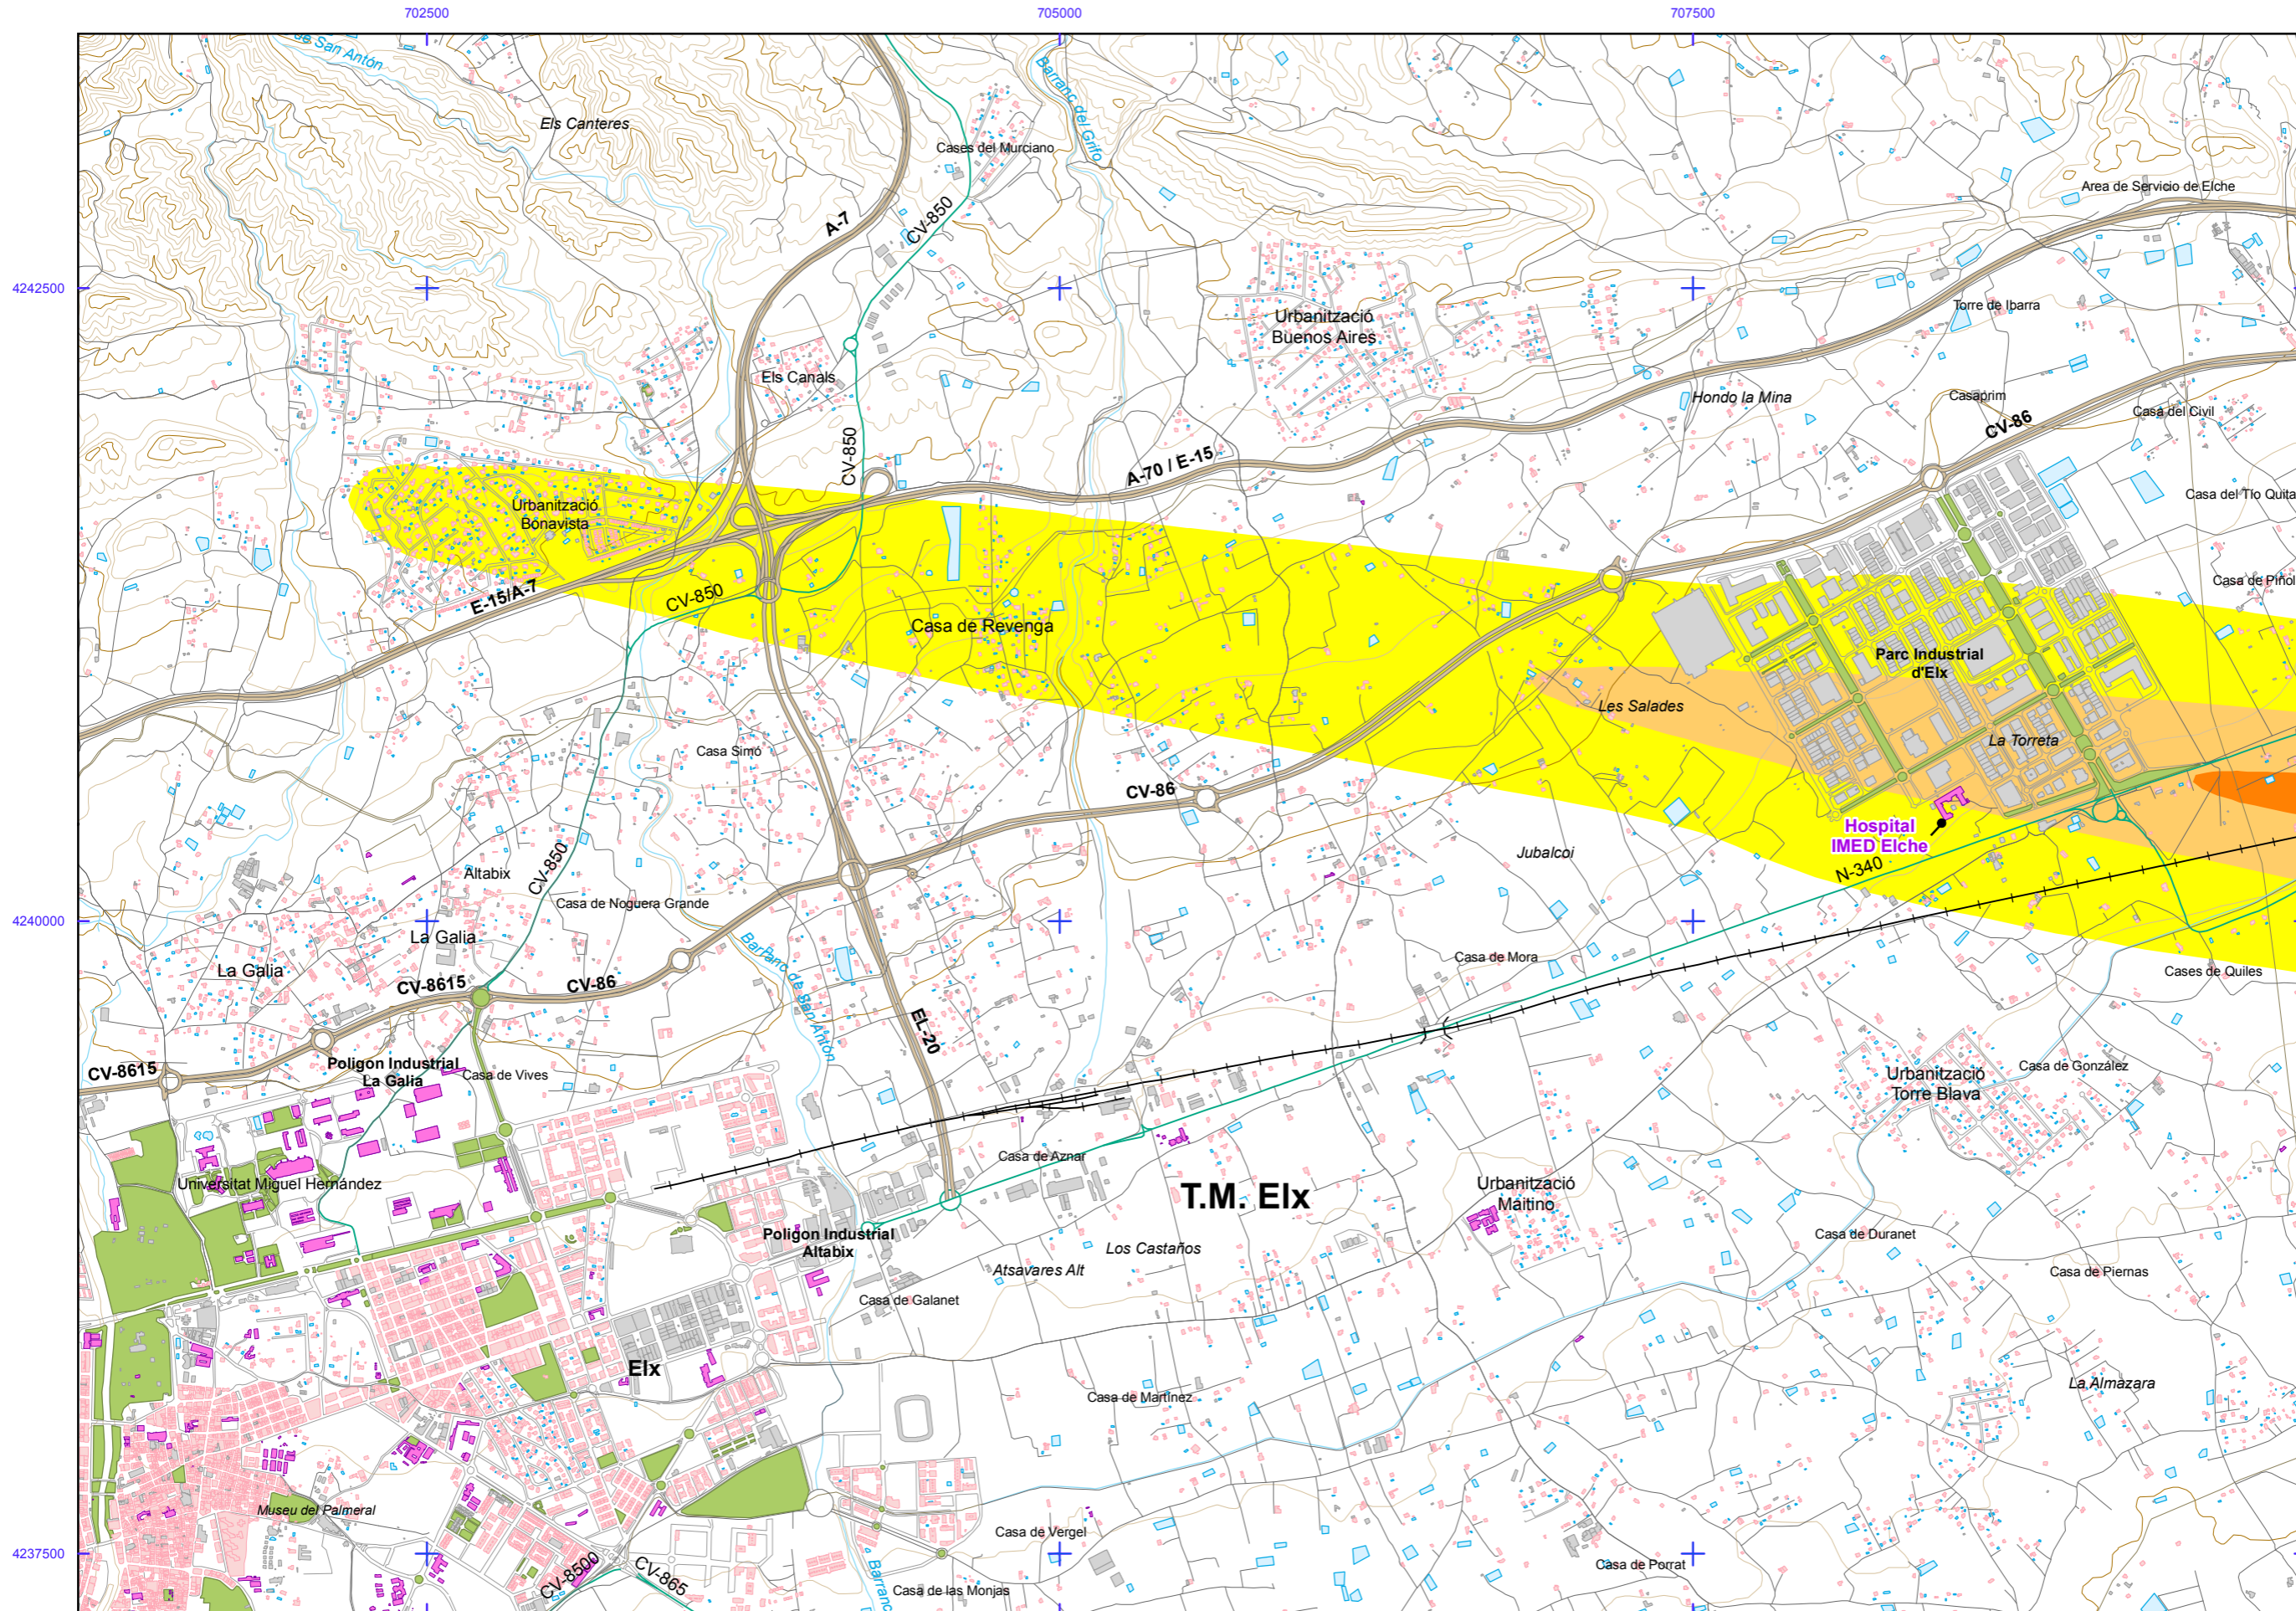 702500
705000
707500
de San Antón
Barranc del Grifo
Els Canteres
Cases del Murciano
Area de Servicio de Elche
A-7
CV-850
4242500
Torre de Ibarra
Urbanització
Buenos Aires
Els Canals
Hondo la Mina
Casaprim
Casa del Civil
CV-86
CV-850
A-70 / E-15
Casa del Tío Quita
Urbanització
Bonavista
E-15/A-7
CV-850
Casa de Piñol
Casa de Revenga
Parc Industrial
d'Elx
Les Salades
La Torreta
Casa Simó
CV-86
Hospital
IMED Elche
N-340
Jubalcoi
Altabix
CV-850
Casa de Noguera Grande
4240000
La Galia
La Galia
Barranc de San Antón
Casa de Mora
Cases de Quiles
CV-8615
CV-86
EL-20
CV-8615
Poligon Industrial
La Galia
Casa de Vives
Urbanització
Torre Blava
Casa de González
Casa de Aznar
Universitat Miguel Hernández
T.M. Elx
Urbanització
Maitino
Poligon Industrial
Altabix
Los Castaños
Casa de Duranet
Atsavares Alt
Casa de Piernas
Casa de Galanet
Elx
Casa de Martínez
La Almazara
Museu del Palmeral
Casa de Vergel
4237500
CV-8500
CV-865
Casa de Porrat
Casa de las Monjas
Barranc